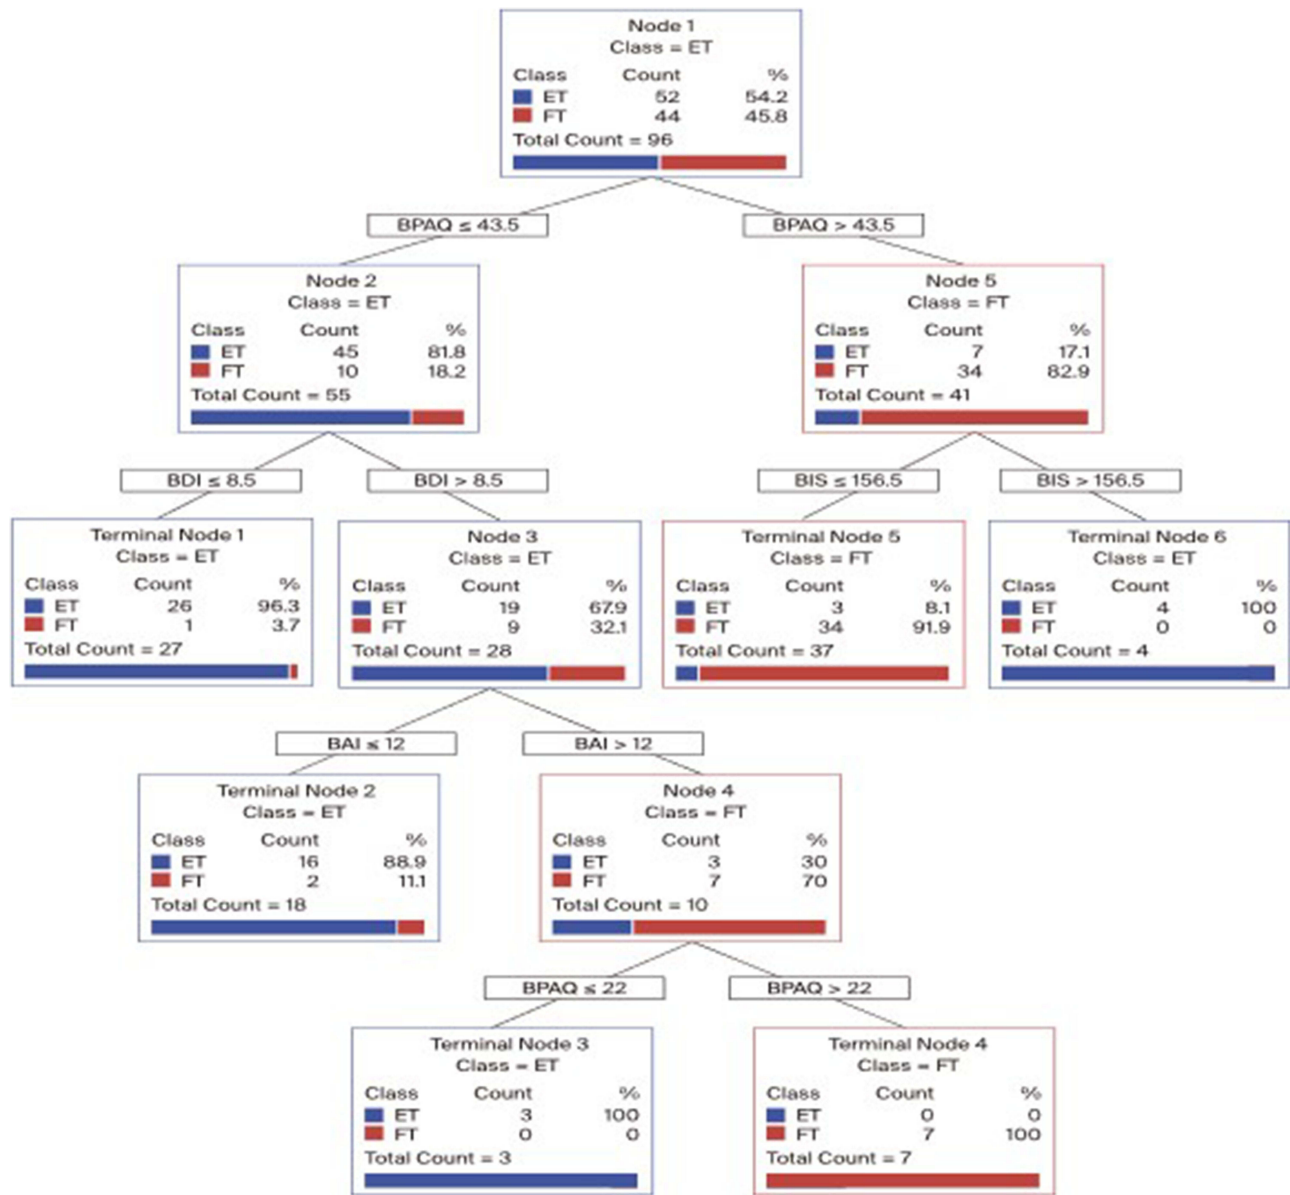 Node 1
Class = ET
Class Count %
ET 52 54.2
FT 44 45.8
Total Count = 96
BPAQ ≤ 43.5
BPAQ > 43.5
Node 2
Class = ET
Class Count %
ET 45 81.8
FT 10 18.2
Total Count = 55
Node 5
Class = FT
Class Count %
ET 7 17.1
FT 34 82.9
Total Count = 41
BDI ≤ 8.5
BDI > 8.5
BIS ≤ 156.5
BIS > 156.5
Terminal Node 1
Class = ET
Class Count %
ET 26 96.3
FT 1 3.7
Total Count = 27
Node 3
Class = ET
Class Count %
ET 19 67.9
FT 9 32.1
Total Count = 28
Terminal Node 5
Class = FT
Class Count %
ET 3 8.1
FT 34 91.9
Total Count = 37
Terminal Node 6
Class = ET
Class Count %
ET 4 100
FT 0 0
Total Count = 4
BAI ≤ 12
BAI > 12
Terminal Node 2
Class = ET
Class Count %
ET 16 88.9
FT 2 11.1
Total Count = 18
Node 4
Class = FT
Class Count %
ET 3 30
FT 7 70
Total Count = 10
BPAQ ≤ 22
BPAQ > 22
Terminal Node 3
Class = ET
Class Count %
ET 3 100
FT 0 0
Total Count = 3
Terminal Node 4
Class = FT
Class Count %
ET 0 0
FT 7 100
Total Count = 7